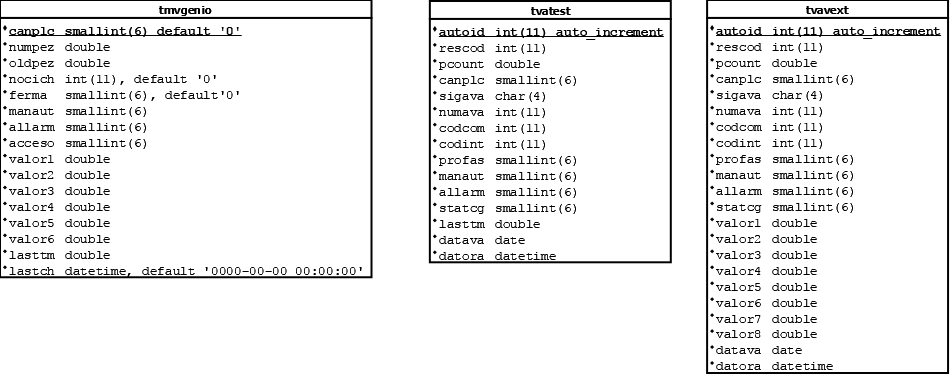 tmvgenio
*canplc smallint(6) default '0'
*numpez double
*oldpez double
*nocich int(11), default '0'
*ferma smallint(6), default'0'
*manaut smallint(6)
*allarm smallint(6)
*acceso smallint(6)
*valor1 double
*valor2 double
*valor3 double
*valor4 double
*valor5 double
*valor6 double
*lasttm double
*lastch datetime, default '0000-00-00 00:00:00'
tvatest
*autoid int(11) auto_increment
*rescod int(11)
*pcount double
*canplc smallint(6)
*sigava char(4)
*numava int(11)
*codcom int(11)
*codint int(11)
*profas smallint(6)
*manaut smallint(6)
*allarm smallint(6)
*statcg smallint(6)
*lasttm double
*datava date
*datora datetime
tvavext
*autoid int(11) auto_increment
*rescod int(11)
*pcount double
*canplc smallint(6)
*sigava char(4)
*numava int(11)
*codcom int(11)
*codint int(11)
*profas smallint(6)
*manaut smallint(6)
*allarm smallint(6)
*statcg smallint(6)
*valor1 double
*valor2 double
*valor3 double
*valor4 double
*valor5 double
*valor6 double
*valor7 double
*valor8 double
*datava date
*datora datetime